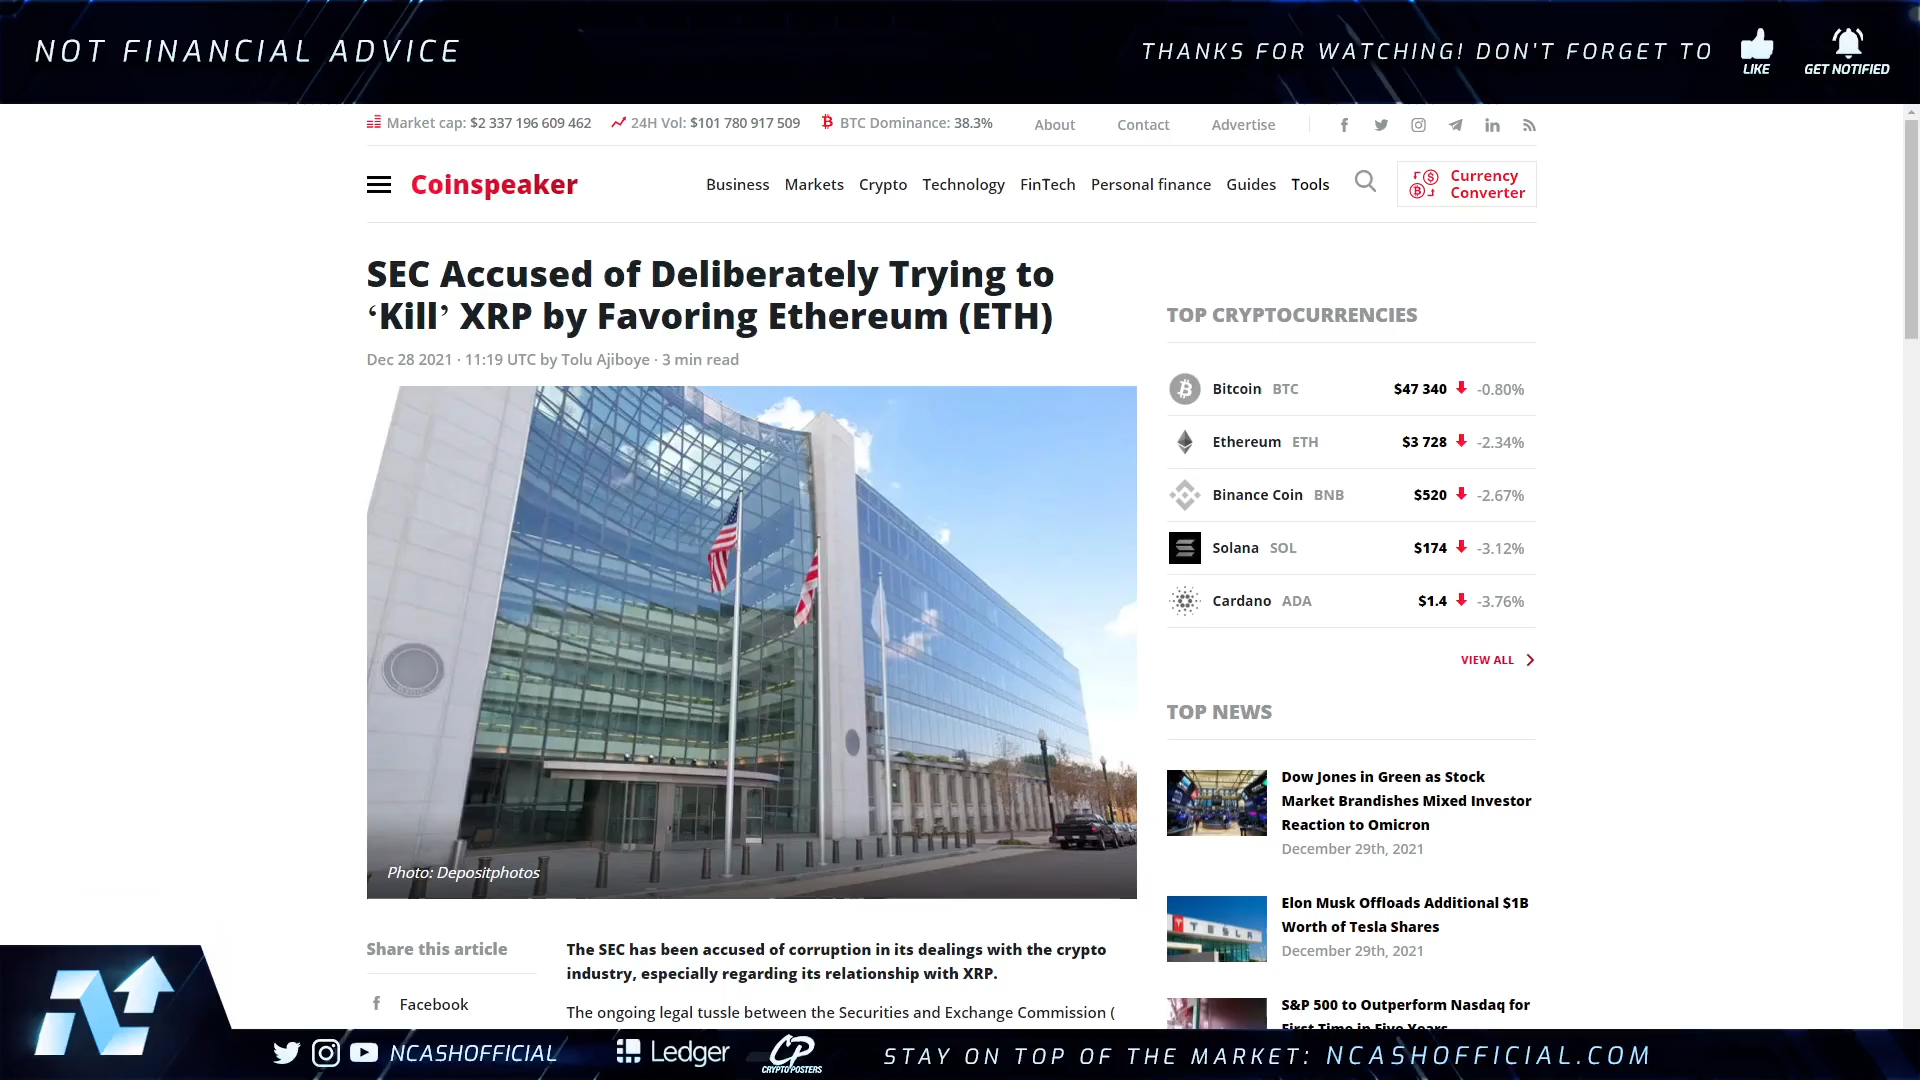 NOT FINANCIAL ADVICE
THANKS FOR WATCHING! DON'T FORGET TO
LIKE
GET NOTIFIED
Market cap: $2 337 196 609 462
24H Vol: $101 780 917 509
BTC Dominance: 38.3%
About
Contact
Advertise
Coinspeaker
Business
Markets
Crypto
Technology
FinTech
Personal finance
Guides
Tools
Currency
Converter
SEC Accused of Deliberately Trying to
‘Kill’ XRP by Favoring Ethereum (ETH)
Dec 28 2021 · 11:19 UTC by Tolu Ajiboye · 3 min read
Photo: Depositphotos
Share this article
Facebook
The SEC has been accused of corruption in its dealings with the crypto
industry, especially regarding its relationship with XRP.
The ongoing legal tussle between the Securities and Exchange Commission (
TOP CRYPTOCURRENCIES
Bitcoin BTC $47 340 -0.80%
Ethereum ETH $3 728 -2.34%
Binance Coin BNB $520 -2.67%
Solana SOL $174 -3.12%
Cardano ADA $1.4 -3.76%
VIEW ALL
TOP NEWS
Dow Jones in Green as Stock
Market Brandishes Mixed Investor
Reaction to Omicron
December 29th, 2021
TESLA
Elon Musk Offloads Additional $1B
Worth of Tesla Shares
December 29th, 2021
S&P 500 to Outperform Nasdaq for
First Time in Five Years
NCASHOFFICIAL
Ledger
CP
CRYPTO POSTERS
STAY ON TOP OF THE MARKET: NCASHOFFICIAL.COM